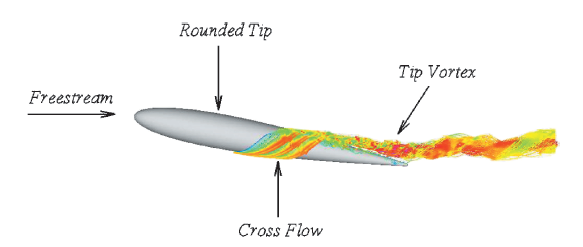 Rounded Tip
Tip Vortex
Freestream
Cross Flow